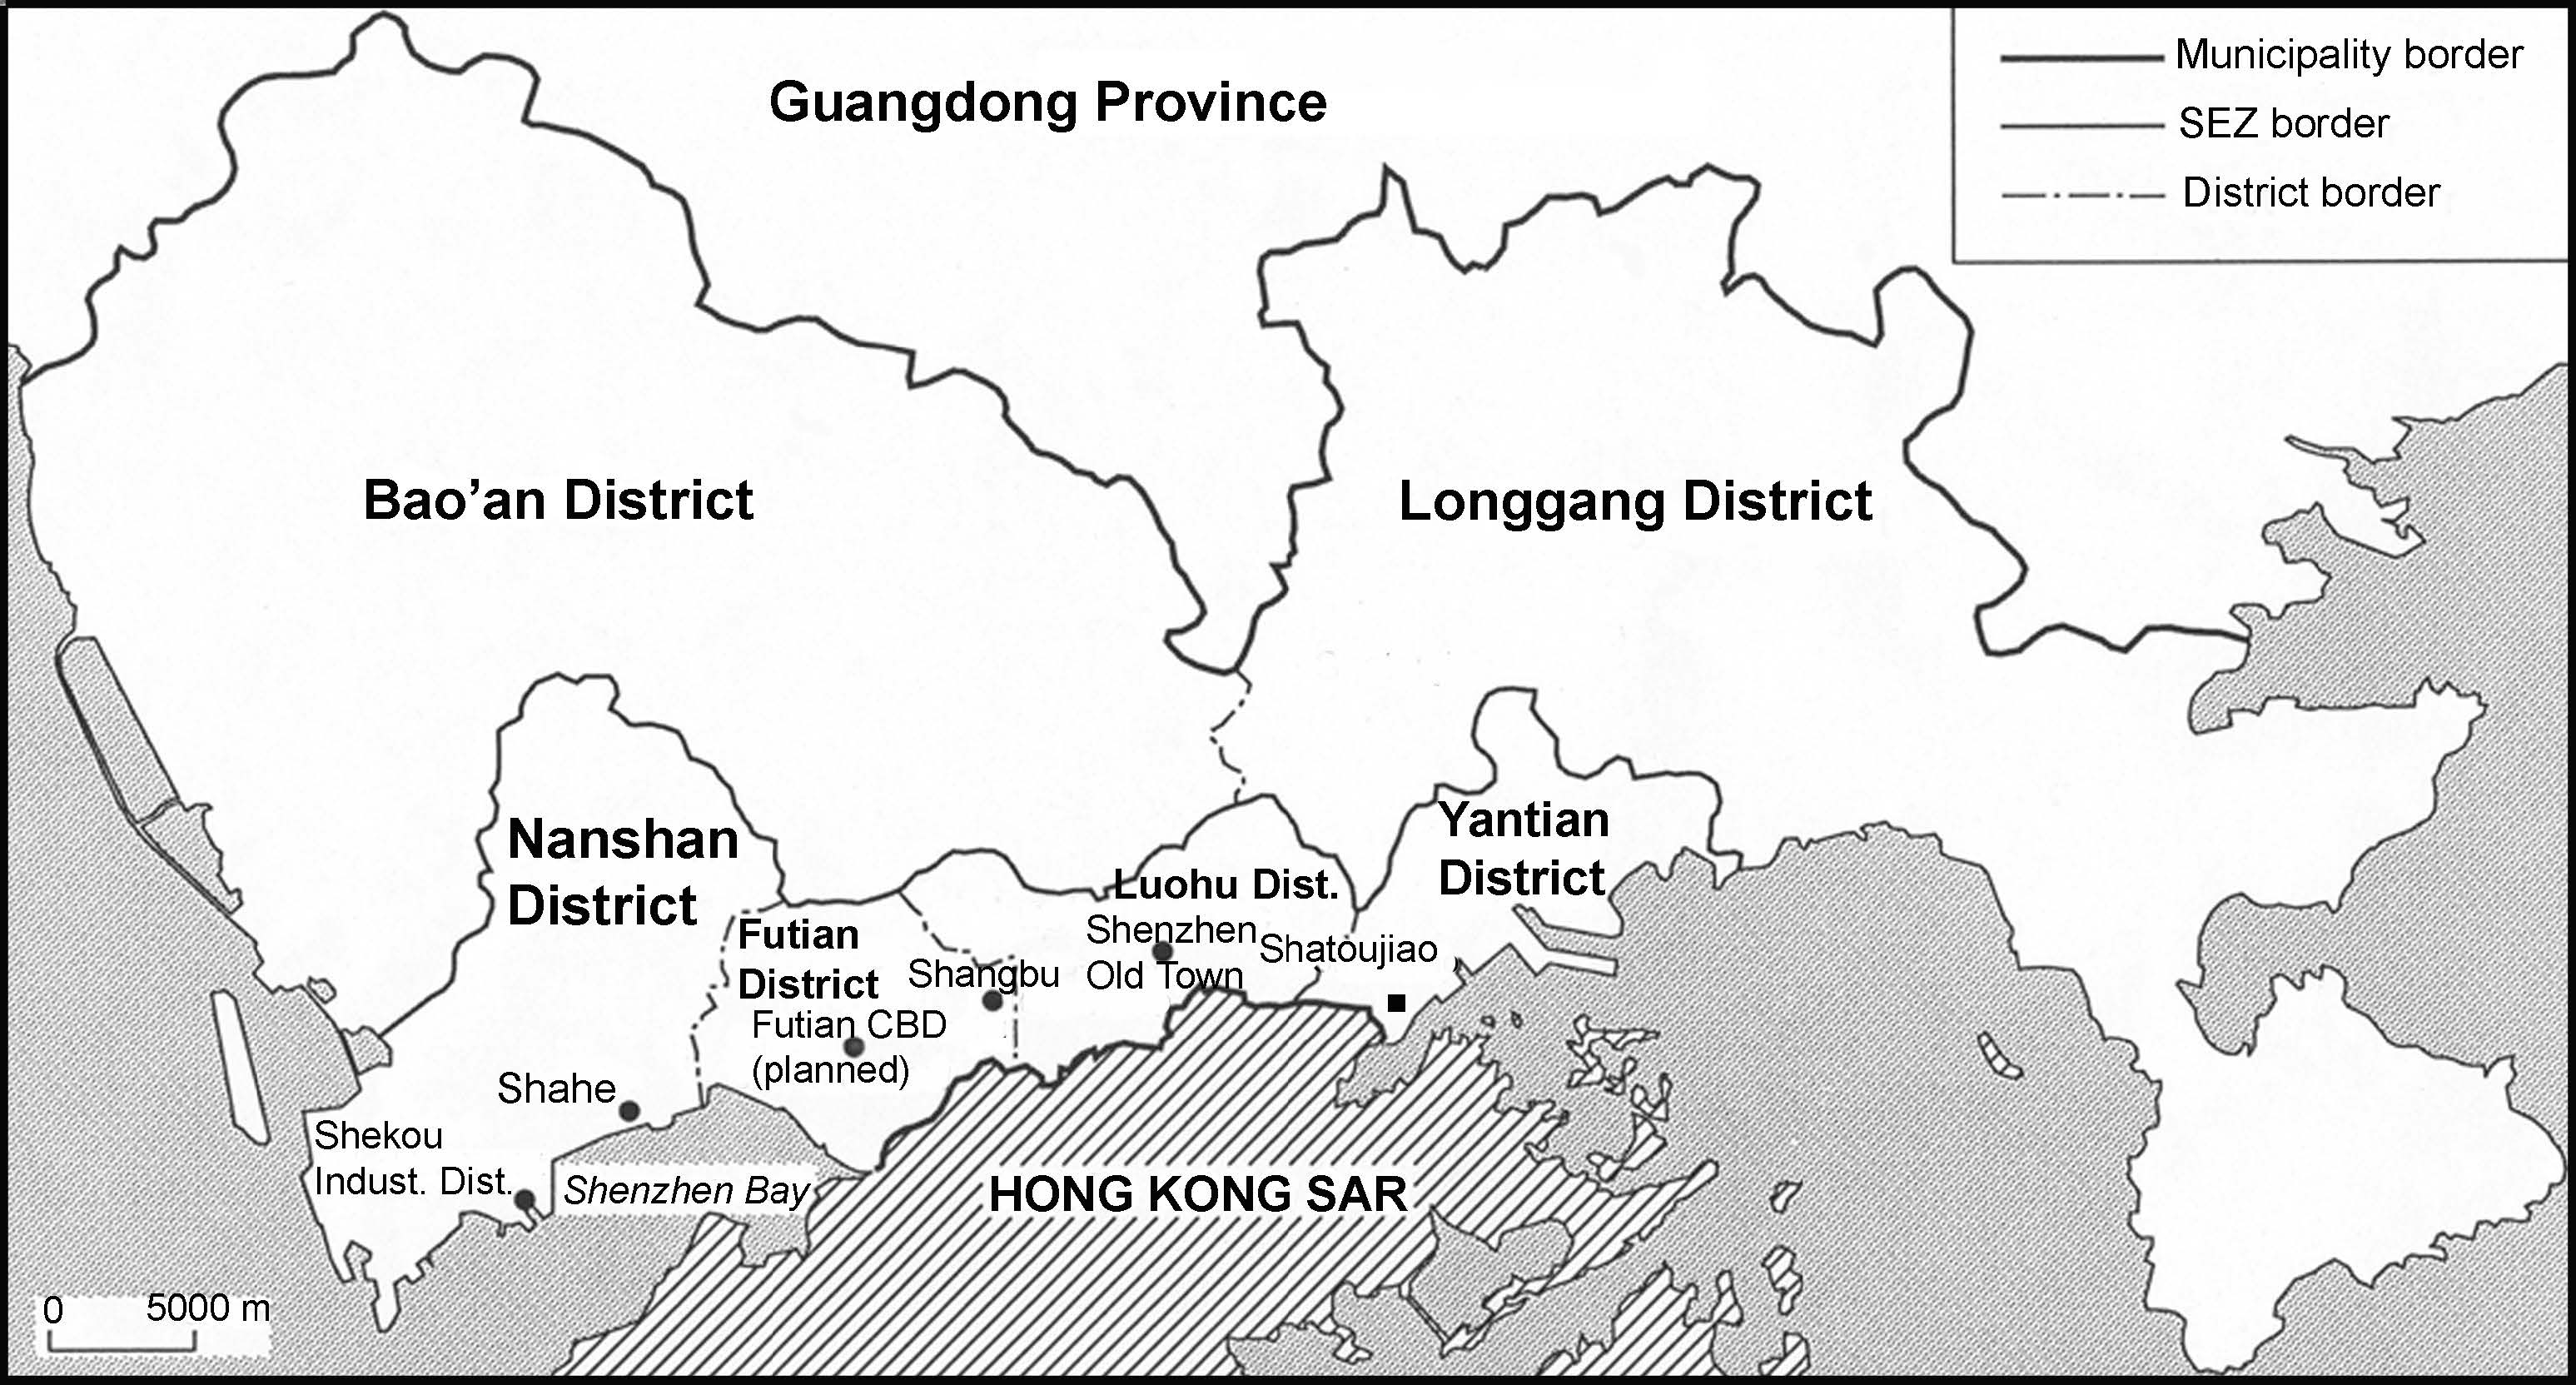 Guangdong Province
Municipality border
SEZ border
District border
Bao’an District
Longgang District
Nanshan
District
Yantian
District
Luohu Dist.
Futian
District
Shenzhen
Old Town
Shatoujiao
Shangbu
Futian CBD
(planned)
Shahe
Shekou
Indust. Dist.
Shenzhen Bay
HONG KONG SAR
0 5000 m